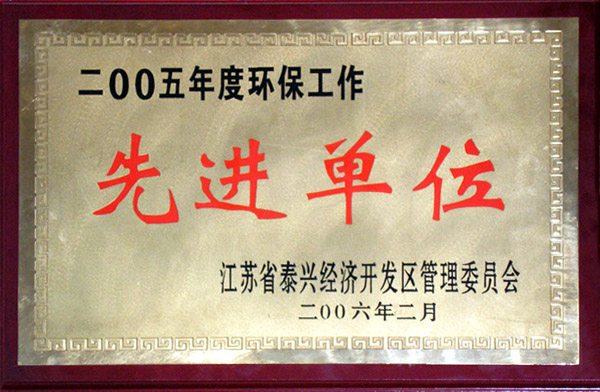 二00五年度环保工作
先进单位
江苏省泰兴经济开发区管理委员会
二00六年二月